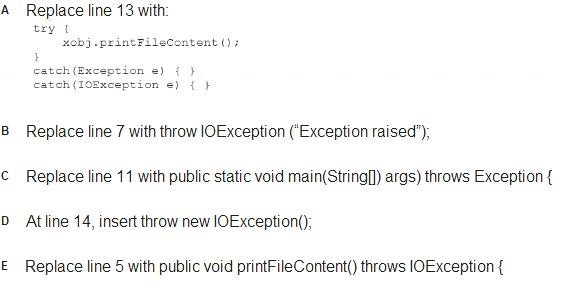 A Replace line 13 with:
try {
xobj.printFileContent();
}
catch(Exception e) { }
catch(IOException e) { }
B Replace line 7 with throw IOException ("Exception raised");
C Replace line 11 with public static void main(String[]) args) throws Exception {
D At line 14, insert throw new IOException();
E Replace line 5 with public void printFileContent() throws IOException {